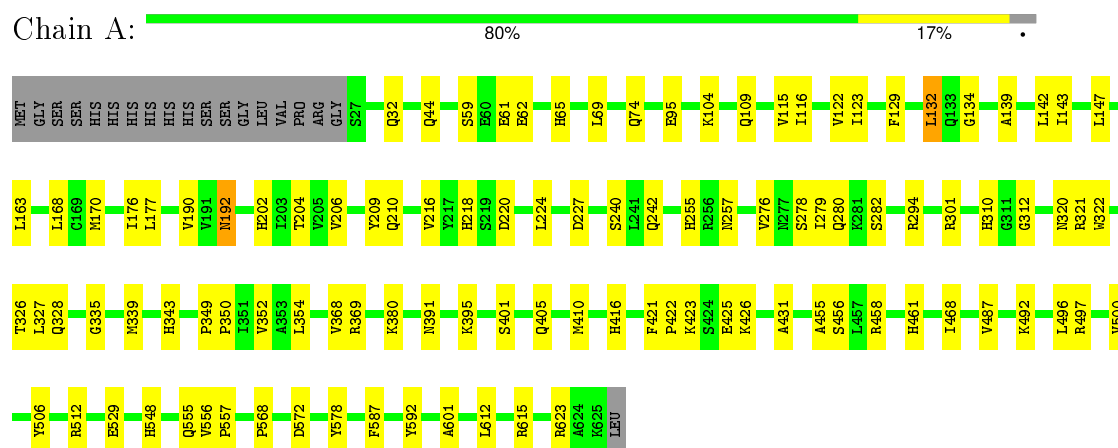 Chain A:
80% 17% •
MET GLY SER SER HIS HIS HIS HIS HIS HIS SER SER GLY LEU VAL PRO ARG GLY S27 Q32 Q44 S59 E60 E61 E62 H65 L69 Q74 E95 K104 Q109 V115 I116 V122 I123 F129 L132 Q133 G134 A139 L142 I143 L147
L163 L168 C169 M170 I176 L177 V190 V191 N192 H202 I203 T204 V205 V206 Y209 Q210 V216 Y217 H218 S219 D220 L224 D227 S240 L241 Q242 H255 R256 N257 V276 N277 S278 I279 Q280 K281 S282 R294 R301 H310 G311 G312 N320 R321 W322
T326 L327 Q328 G335 M339 H343 P349 P350 I351 V352 A353 L354 V368 R369 K380 N391 K395 S401 Q405 M410 H416 F421 P422 K423 S424 E425 K426 A431 A455 S456 L457 R458 H461 I468 V487 K492 L496 R497
Y506 R512 E529 H548 Q555 V556 P557 P568 D572 Y578 F587 Y592 A601 L612 R615 R623 A624 K625 LEU